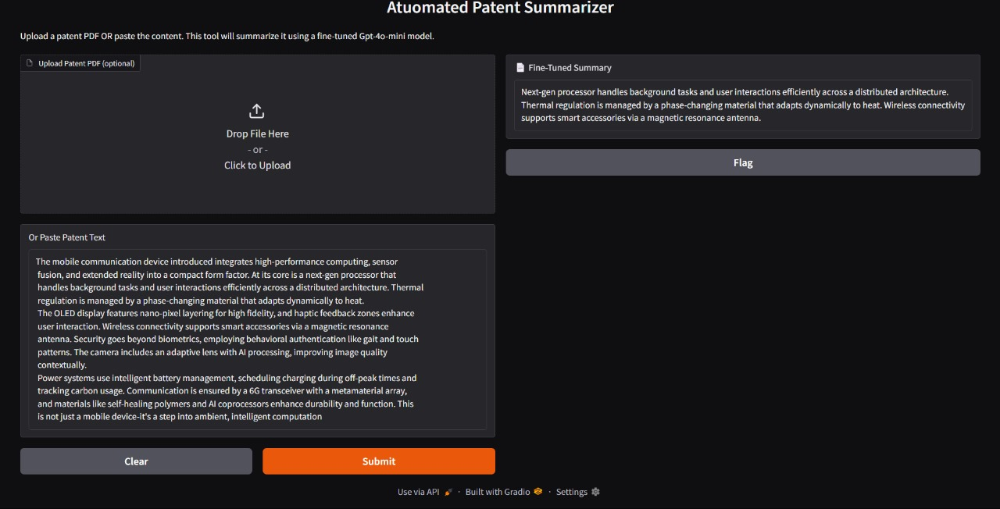 Atuomated Patent Summarizer
Upload a patent PDF OR paste the content. This tool will summarize it using a fine-tuned Gpt-4o-mini model.
Upload Patent PDF (optional)
Drop File Here
- or -
Click to Upload
Or Paste Patent Text
The mobile communication device introduced integrates high-performance computing, sensor
fusion, and extended reality into a compact form factor. At its core is a next-gen processor that
handles background tasks and user interactions efficiently across a distributed architecture. Thermal
regulation is managed by a phase-changing material that adapts dynamically to heat.
The OLED display features nano-pixel layering for high fidelity, and haptic feedback zones enhance
user interaction. Wireless connectivity supports smart accessories via a magnetic resonance
antenna. Security goes beyond biometrics, employing behavioral authentication like gait and touch
patterns. The camera includes an adaptive lens with AI processing, improving image quality
contextually.
Power systems use intelligent battery management, scheduling charging during off-peak times and
tracking carbon usage. Communication is ensured by a 6G transceiver with a metamaterial array,
and materials like self-healing polymers and AI coprocessors enhance durability and function. This
is not just a mobile device-it's a step into ambient, intelligent computation
Clear
Submit
Fine-Tuned Summary
Next-gen processor handles background tasks and user interactions efficiently across a distributed architecture.
Thermal regulation is managed by a phase-changing material that adapts dynamically to heat. Wireless connectivity
supports smart accessories via a magnetic resonance antenna.
Flag
Use via API · Built with Gradio · Settings